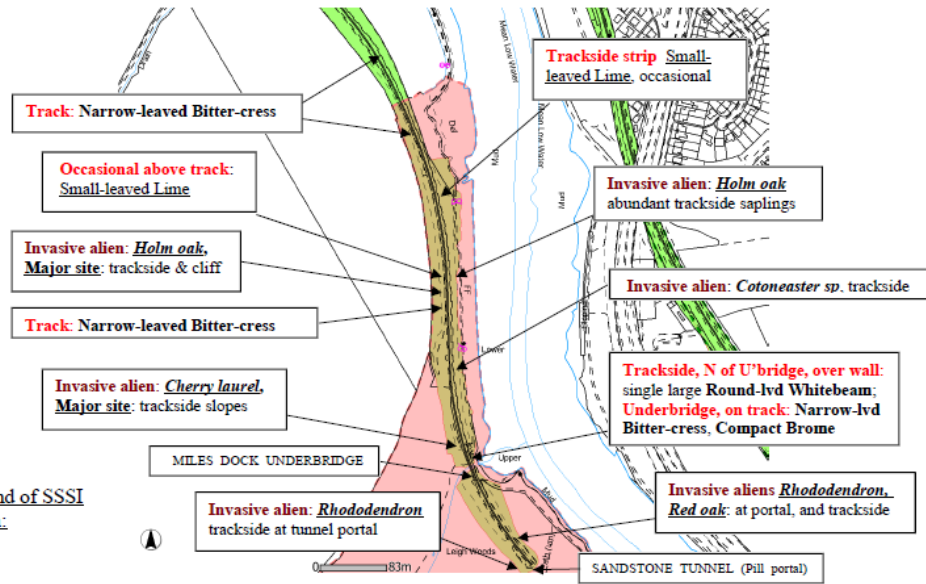 Trackside strip Small-
leaved Lime, occasional
Track: Narrow-leaved Bitter-cress
Occasional above track:
Small-leaved Lime
Invasive alien: Holm oak
abundant trackside saplings
Invasive alien: Holm oak,
Major site: trackside & cliff
Invasive alien: Cotoneaster sp, trackside
Track: Narrow-leaved Bitter-cress
Trackside, N of U'bridge, over wall:
single large Round-lvd Whitebeam;
Underbridge, on track: Narrow-lvd
Bitter-cress, Compact Brome
Invasive alien: Cherry laurel,
Major site: trackside slopes
MILES DOCK UNDERBRIDGE
Invasive aliens Rhododendron,
Red oak: at portal, and trackside
Invasive alien: Rhododendron
trackside at tunnel portal
SANDSTONE TUNNEL (Pill portal)
nd of SSSI
0 83m
Leigh Woods
Upper
Lower
Mud
Mud
Mud
Mean Low Water
Mean Low Water
Def
FF
Drain